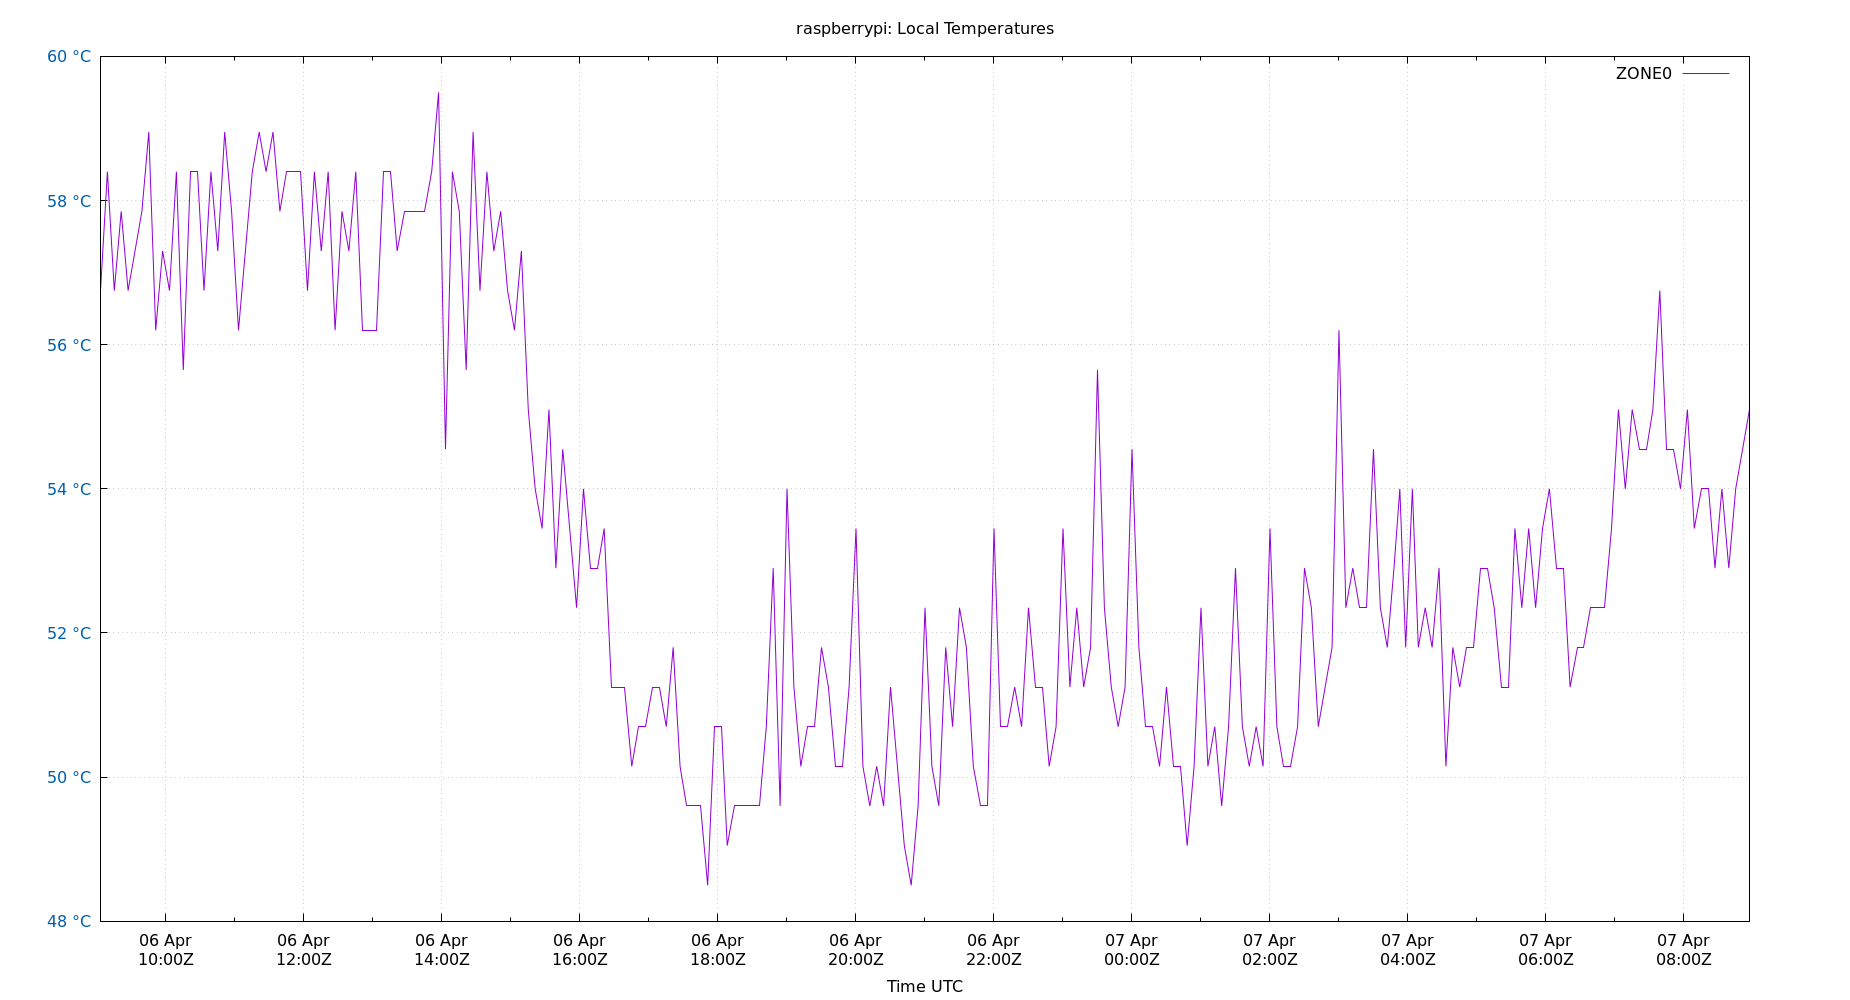 raspberrypi: Local Temperatures
60 °C
ZONE0
58 °C
56 °C
54 °C
52 °C
50 °C
48 °C
06 Apr 06 Apr 06 Apr 06 Apr 06 Apr 06 Apr 06 Apr 07 Apr 07 Apr 07 Apr 07 Apr 07 Apr
10:00Z 12:00Z 14:00Z 16:00Z 18:00Z 20:00Z 22:00Z 00:00Z 02:00Z 04:00Z 06:00Z 08:00Z
Time UTC